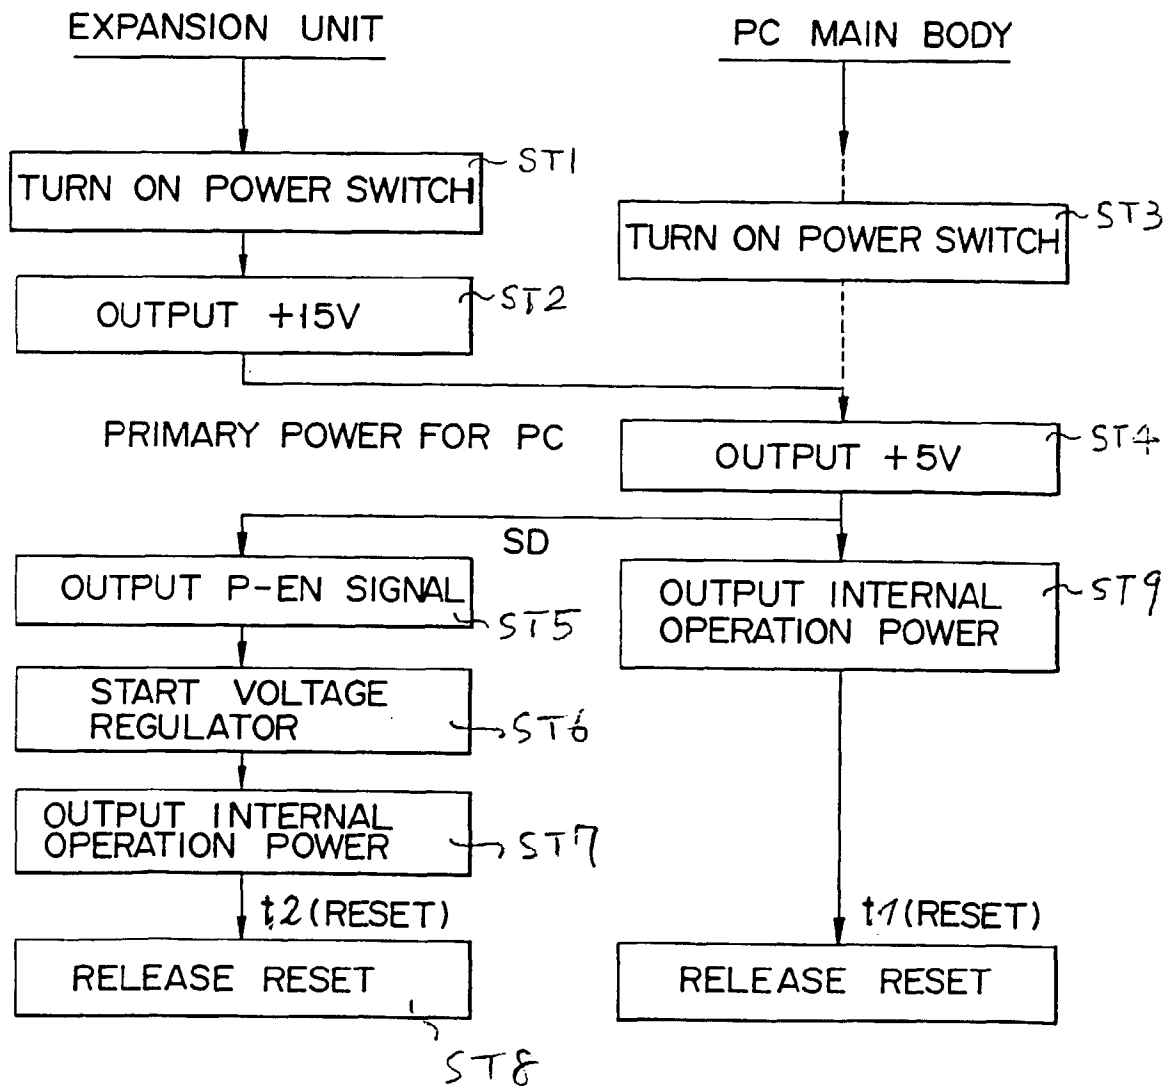 EXPANSION UNIT
PC MAIN BODY
TURN ON POWER SWITCH
ST1
TURN ON POWER SWITCH
ST3
OUTPUT +15V
ST2
PRIMARY POWER FOR PC
OUTPUT +5V
ST4
SD
OUTPUT P-EN SIGNAL
ST5
OUTPUT INTERNAL
OPERATION POWER
ST9
START VOLTAGE
REGULATOR
ST6
OUTPUT INTERNAL
OPERATION POWER
ST7
t2 (RESET)
t1 (RESET)
RELEASE RESET
ST8
RELEASE RESET